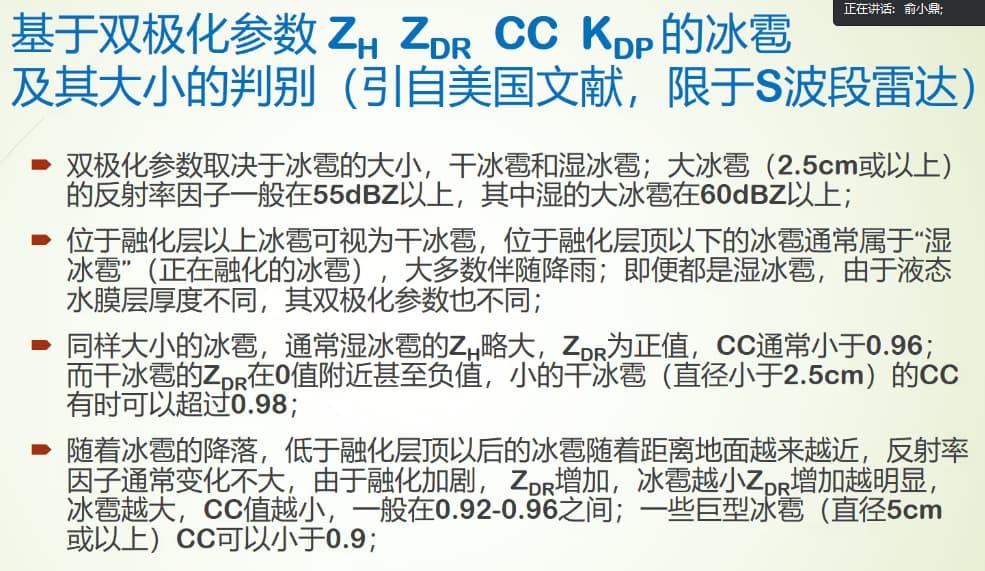 正在讲话: 俞小鼎;
基于双极化参数 ZH ZDR CC KDP 的冰雹
及其大小的判别（引自美国文献，限于S波段雷达）
双极化参数取决于冰雹的大小，干冰雹和湿冰雹；大冰雹（2.5cm或以上）
的反射率因子一般在55dBZ以上，其中湿的大冰雹在60dBZ以上；
位于融化层以上冰雹可视为干冰雹，位于融化层顶以下的冰雹通常属于“湿
冰雹”（正在融化的冰雹），大多数伴随降雨；即便都是湿冰雹，由于液态
水膜层厚度不同，其双极化参数也不同；
同样大小的冰雹，通常湿冰雹的ZH略大，ZDR为正值，CC通常小于0.96；
而干冰雹的ZDR在0值附近甚至负值，小的干冰雹（直径小于2.5cm）的CC
有时可以超过0.98；
随着冰雹的降落，低于融化层顶以后的冰雹随着距离地面越来越近，反射率
因子通常变化不大，由于融化加剧， ZDR增加，冰雹越小ZDR增加越明显，
冰雹越大，CC值越小，一般在0.92-0.96之间；一些巨型冰雹（直径5cm
或以上）CC可以小于0.9；